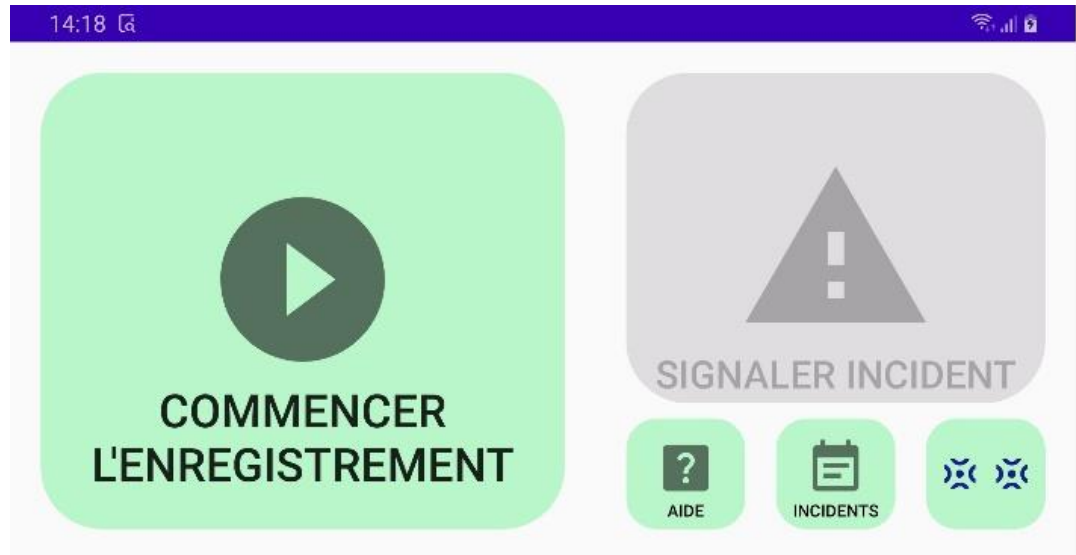 14:18
COMMENCER
L'ENREGISTREMENT
SIGNALER INCIDENT
AIDE
INCIDENTS